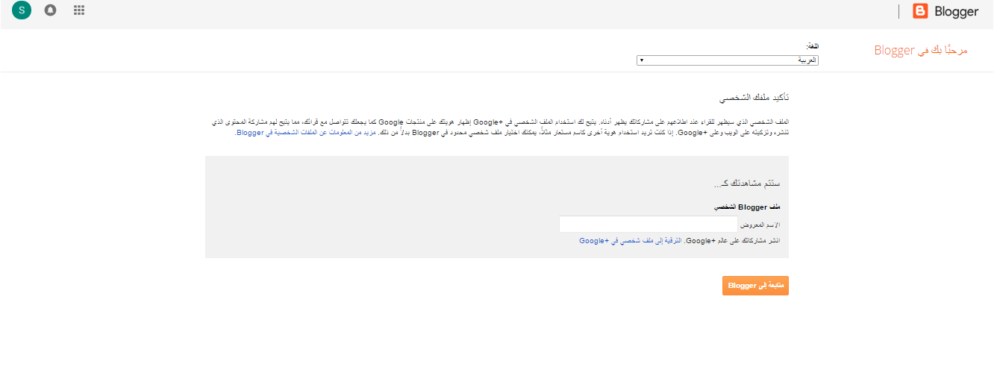 Blogger
S
مرحبًا بك في Blogger
اللغة:
العربية
تأكيد ملفك الشخصي
الملف الشخصي الذي سيظهر للقراء عند اطلاعهم على مشاركاتك يظهر أدناه. يتيح لك استخدام الملف الشخصي في Google+ إظهار هويتك على منتجات Google كما يجعلك تتواصل مع قرائك، مما يتيح لهم مشاركة المحتوى الذي
تنشره وتزكيته على الويب وعلى Google+. إذا كنت تريد استخدام هوية أخرى كاسم مستعار مثلاً، يمكنك اختيار ملف شخصي محدود في Blogger بدلاً من ذلك. مزيد من المعلومات عن الملفات الشخصية في Blogger.
ستتم مشاهدتك كـ...
ملف Blogger الشخصي
الاسم المعروض
انشر مشاركاتك على عالم Google+. الترقية إلى ملف شخصي في Google+
متابعة إلى Blogger